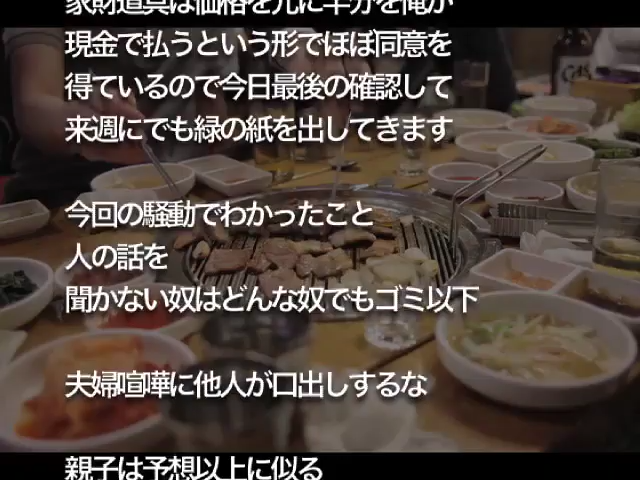 家財道具は価格を元に半分を俺が
現金で払うという形でほぼ同意を
得ているので今日最後の確認して
来週にでも緑の紙を出してきます
今回の騒動でわかったこと
人の話を
聞かない奴はどんな奴でもゴミ以下
夫婦喧嘩に他人が口出しするな
親子は予想以上に似る